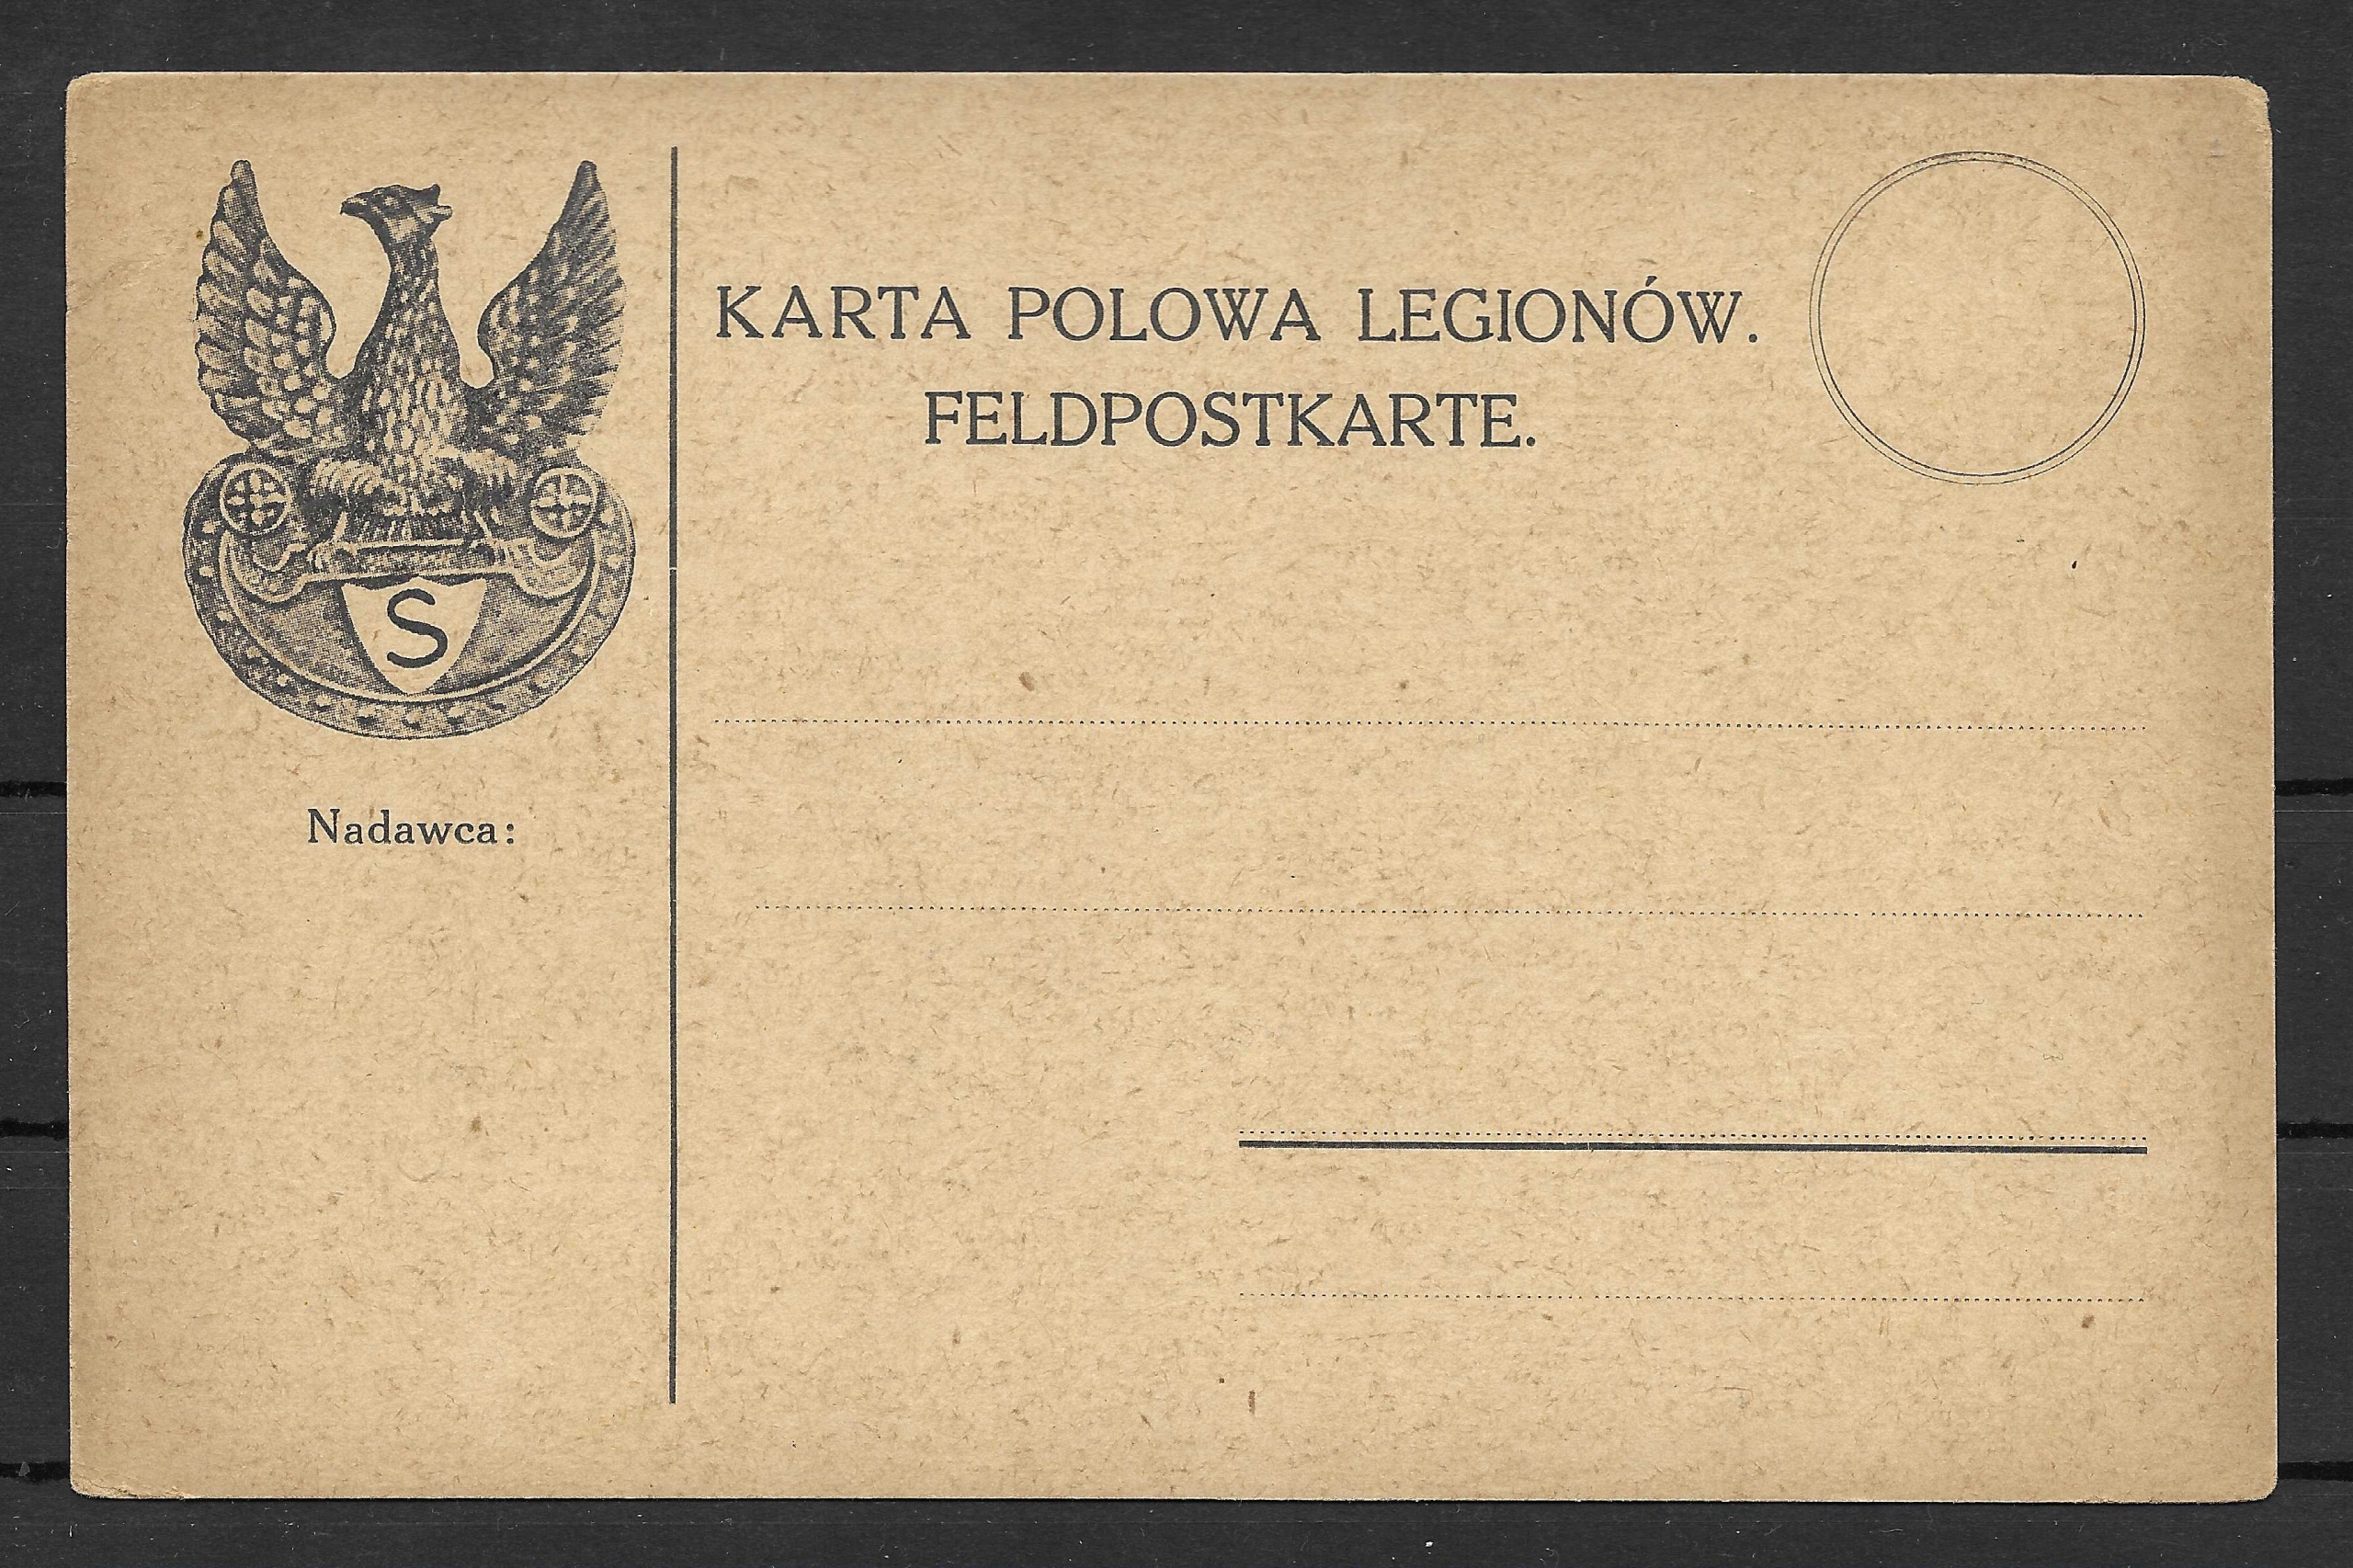 S
Nadawca:
KARTA POLOWA LEGIONÓW.
FELDPOSTKARTE.